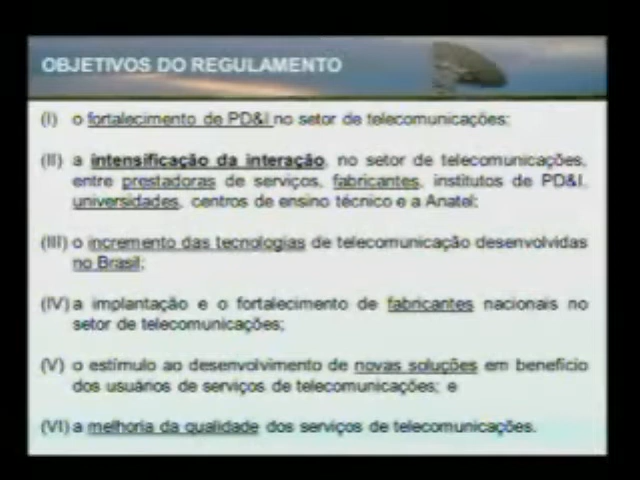 OBJETIVOS DO REGULAMENTO
(I) o fortalecimento de PD&I no setor de telecomunicações;
(II) a intensificação da interação, no setor de telecomunicações,
entre prestadoras de serviços, fabricantes, institutos de PD&I,
universidades, centros de ensino técnico e a Anatel;
(III) o incremento das tecnologias de telecomunicação desenvolvidas
no Brasil;
(IV) a implantação e o fortalecimento de fabricantes nacionais no
setor de telecomunicações;
(V) o estímulo ao desenvolvimento de novas soluções em benefício
dos usuários de serviços de telecomunicações; e
(VI) a melhoria da qualidade dos serviços de telecomunicações.